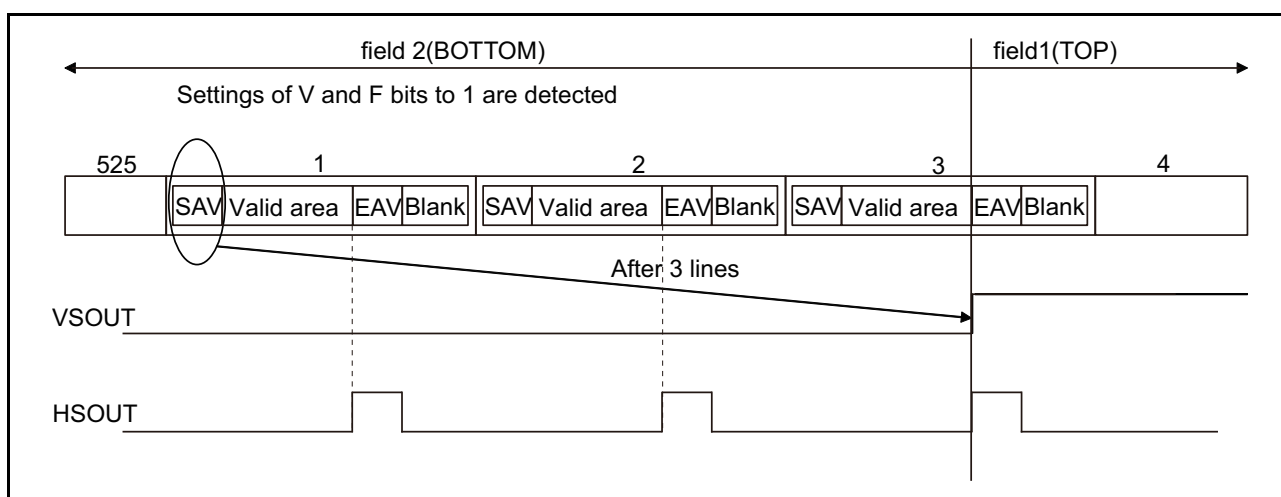 field 2(BOTTOM) field1(TOP)
Settings of V and F bits to 1 are detected
525 1 2 3 4
SAV Valid area EAV Blank SAV Valid area EAV Blank SAV Valid area EAV Blank
After 3 lines
VSOUT
HSOUT